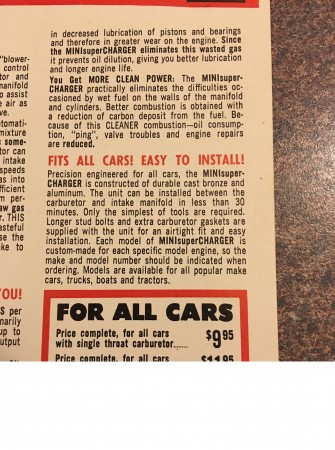 "blower-
control
tor and
manifold
o assist
e air as
ve.
tomati-
mixture
s some-
tor can
intake
speeds
as into
fficient
m per-
w gas
r. THIS
asteful
se the
ke to
YOU!
S per
narily
up to
utput
in decreased lubrication of pistons and bearings
and therefore in greater wear on the engine. Since
the MINIsuperCHARGER eliminates this wasted gas
it prevents oil dilution, giving you better lubrication
and longer engine life.
You Get MORE CLEAN POWER: The MINIsuper-
CHARGER practically eliminates the difficulties oc-
casioned by wet fuel on the walls of the manifold
and cylinders. Better combustion is obtained with
a reduction of carbon deposit from the fuel. Be-
cause of this CLEANER combustion—oil consump-
tion, "ping", valve troubles and engine repairs
are reduced.
FITS ALL CARS! EASY TO INSTALL!
Precision engineered for all cars, the MINIsuper-
CHARGER is constructed of durable cast bronze and
aluminum. The unit can be installed between the
carburetor and intake manifold in less than 30
minutes. Only the simplest of tools are required.
Longer stud bolts and extra carburetor gaskets are
supplied with the unit for an airtight fit and easy
installation. Each model of MINIsuperCHARGER is
custom-made for each specific model engine, so the
make and model number should be indicated when
ordering. Models are available for all popular make
cars, trucks, boats and tractors.
FOR ALL CARS
Price complete, for all cars
with single throat carburetor...... $9 95
Price complete, for all cars $11 95